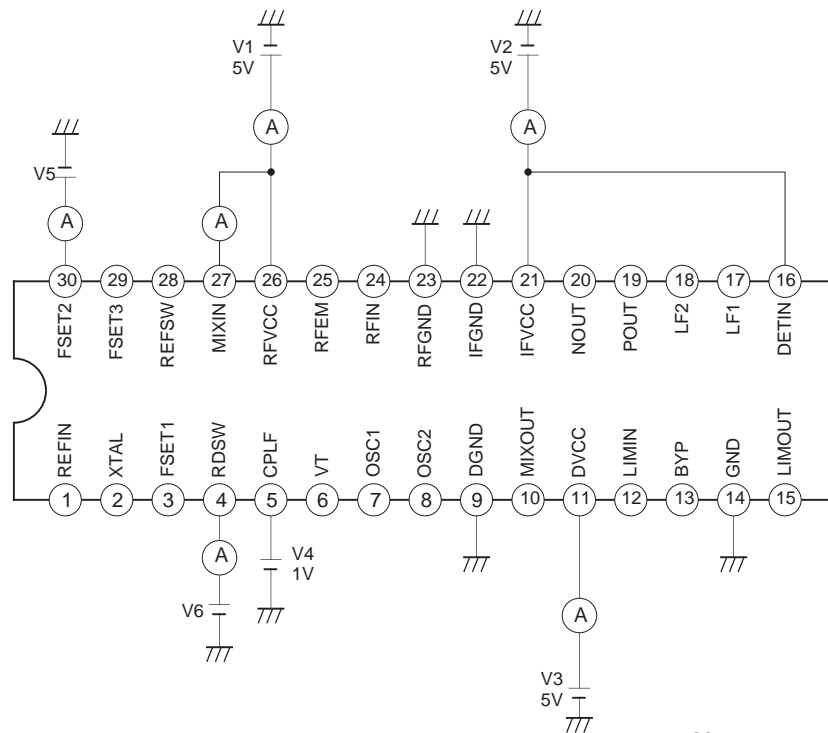 V1
5V
V2
5V
A
A
V5
A
A
30
29
28
27
26
25
24
23
22
21
20
19
18
17
16
FSET2
FSET3
REFSW
MIXIN
RFVCC
RFEM
RFIN
RFGND
IFGND
IFVCC
NOUT
POUT
LF2
LF1
DETIN
REFIN
XTAL
FSET1
RDSW
CPLF
VT
OSC1
OSC2
DGND
MIXOUT
DVCC
LIMIN
BYP
GND
LIMOUT
1
2
3
4
5
6
7
8
9
10
11
12
13
14
15
A
V4
1V
V6
A
V3
5V